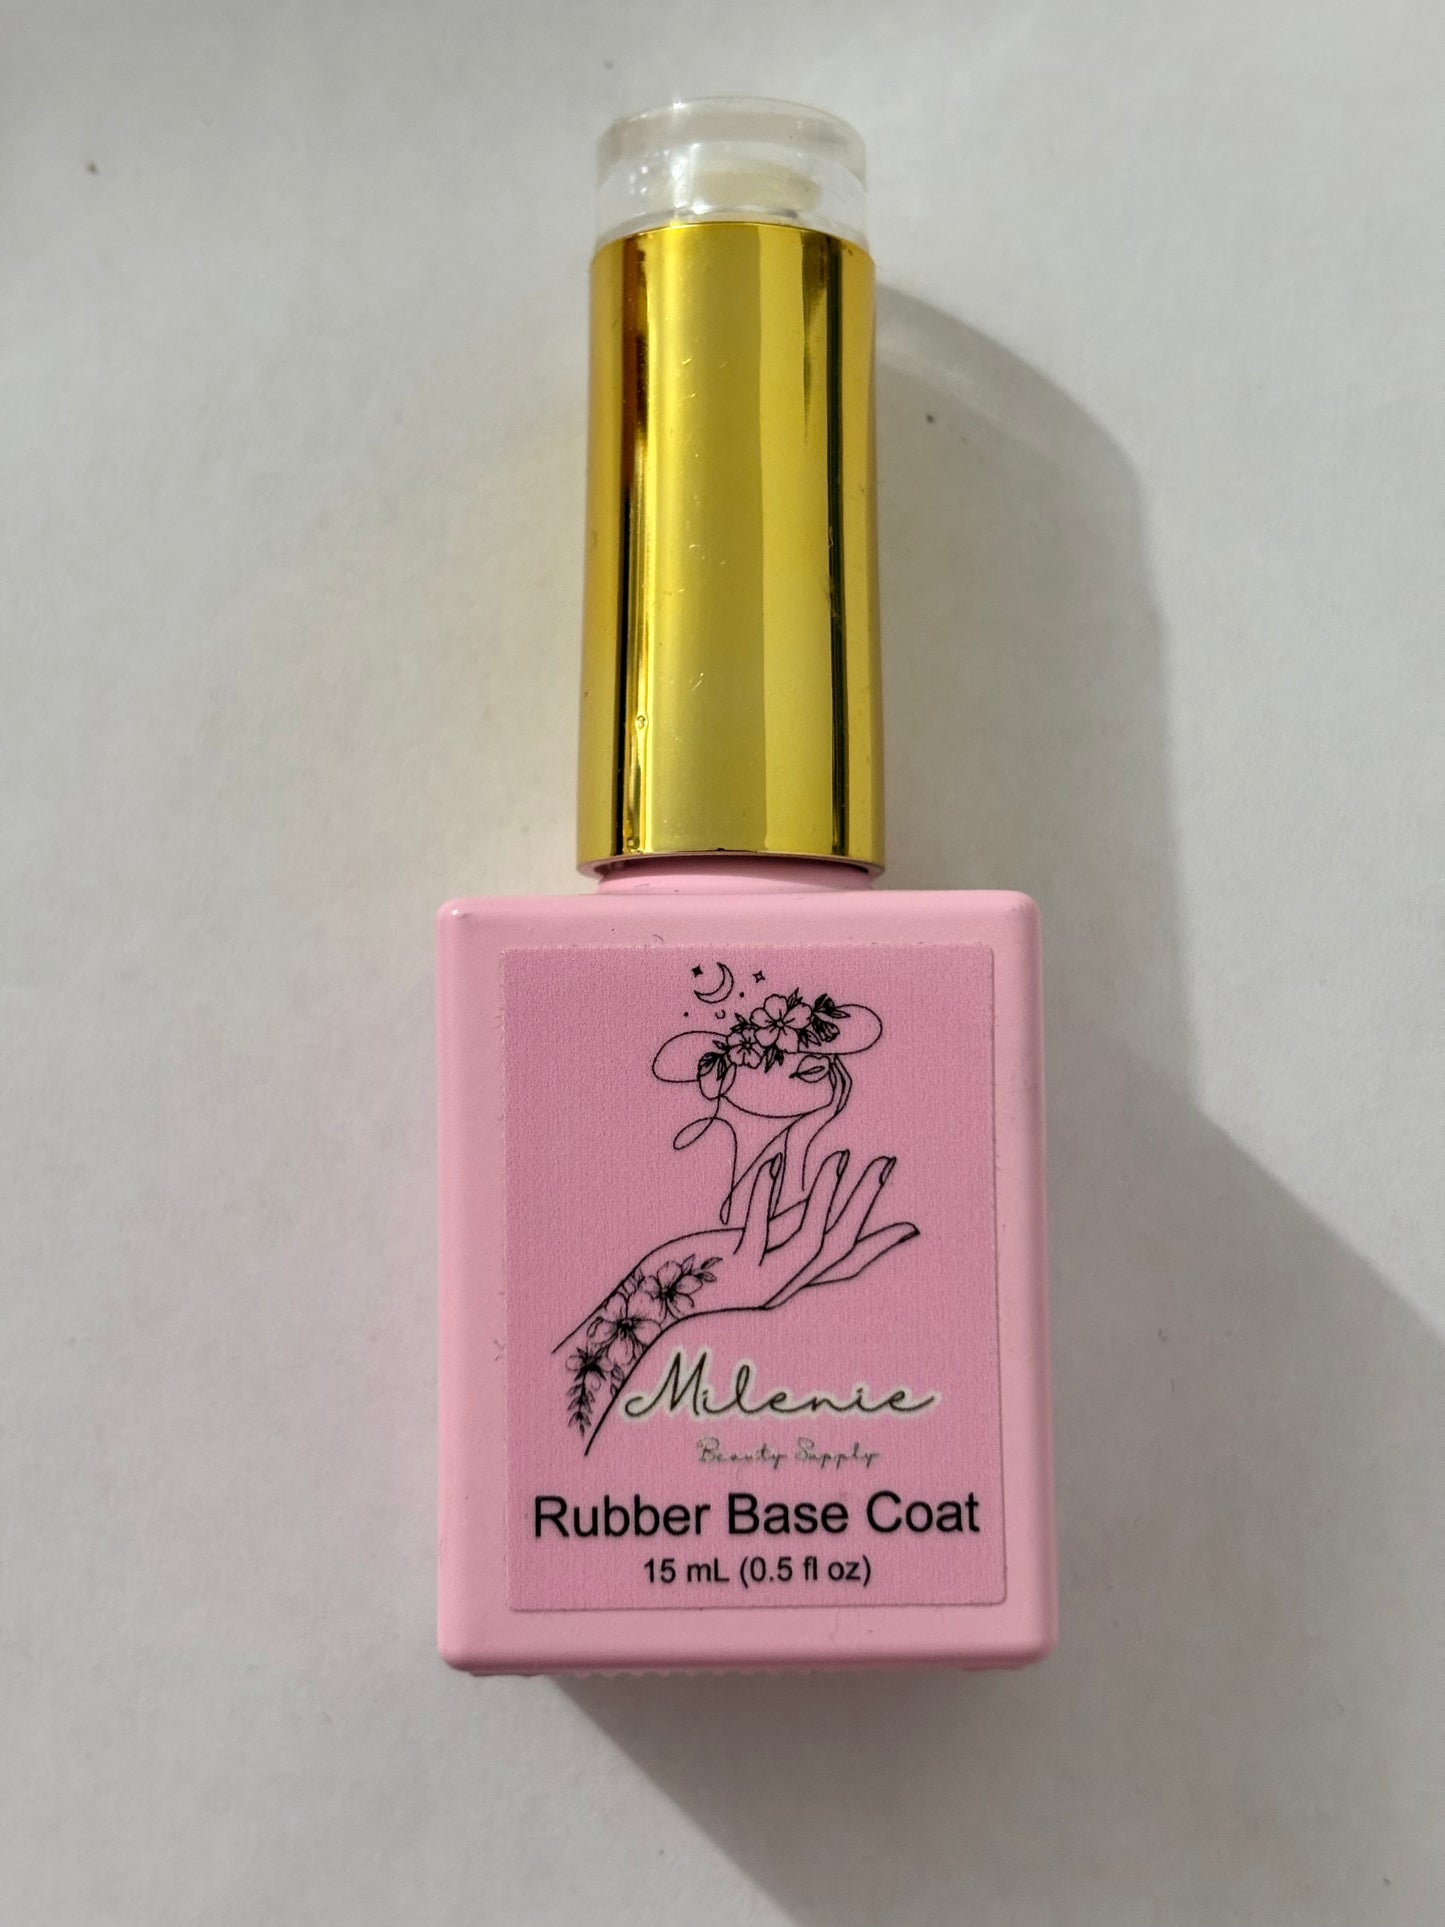 Milenie
Beauty Supply
Rubber Base Coat
15 mL (0.5 fl oz)